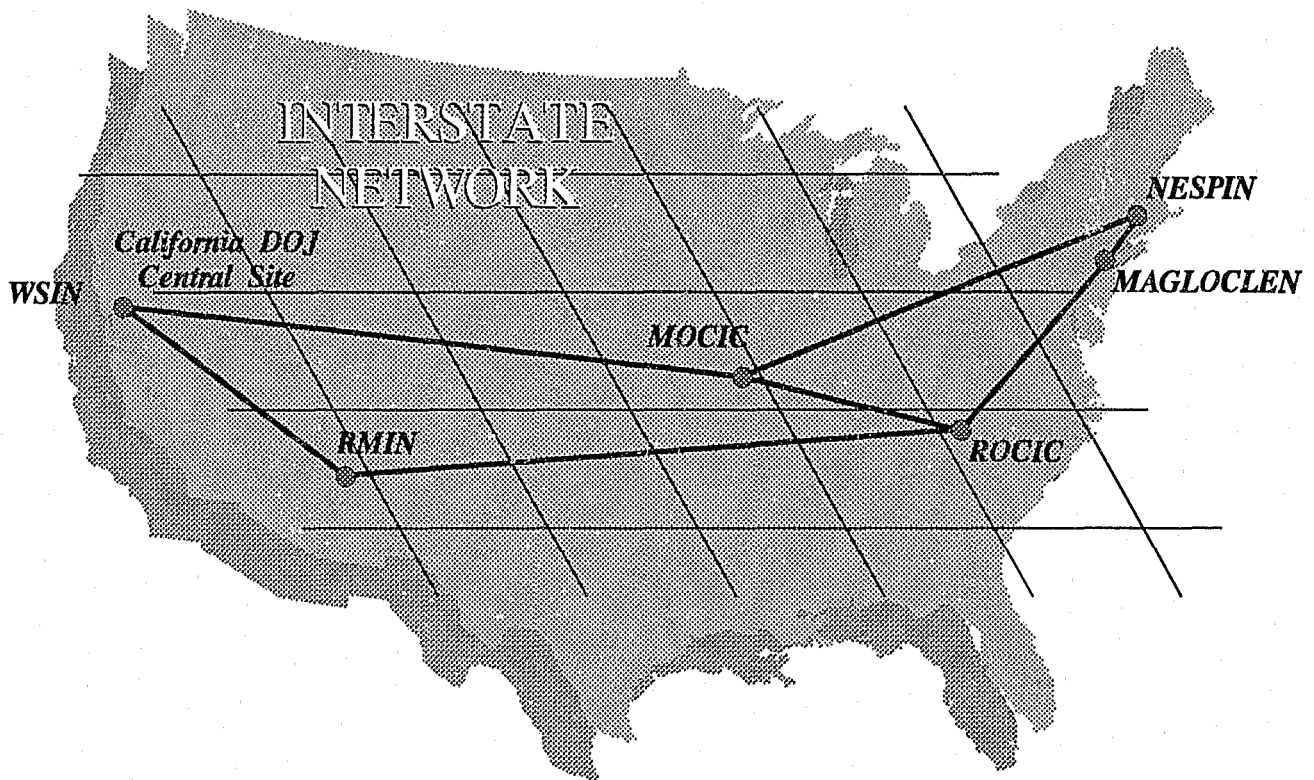 INTERSTATE
NETWORK
NESPIN
California DOJ
Central Site
WSIN
MAGLOCLEN
MOCIC
RMIN
ROCIC